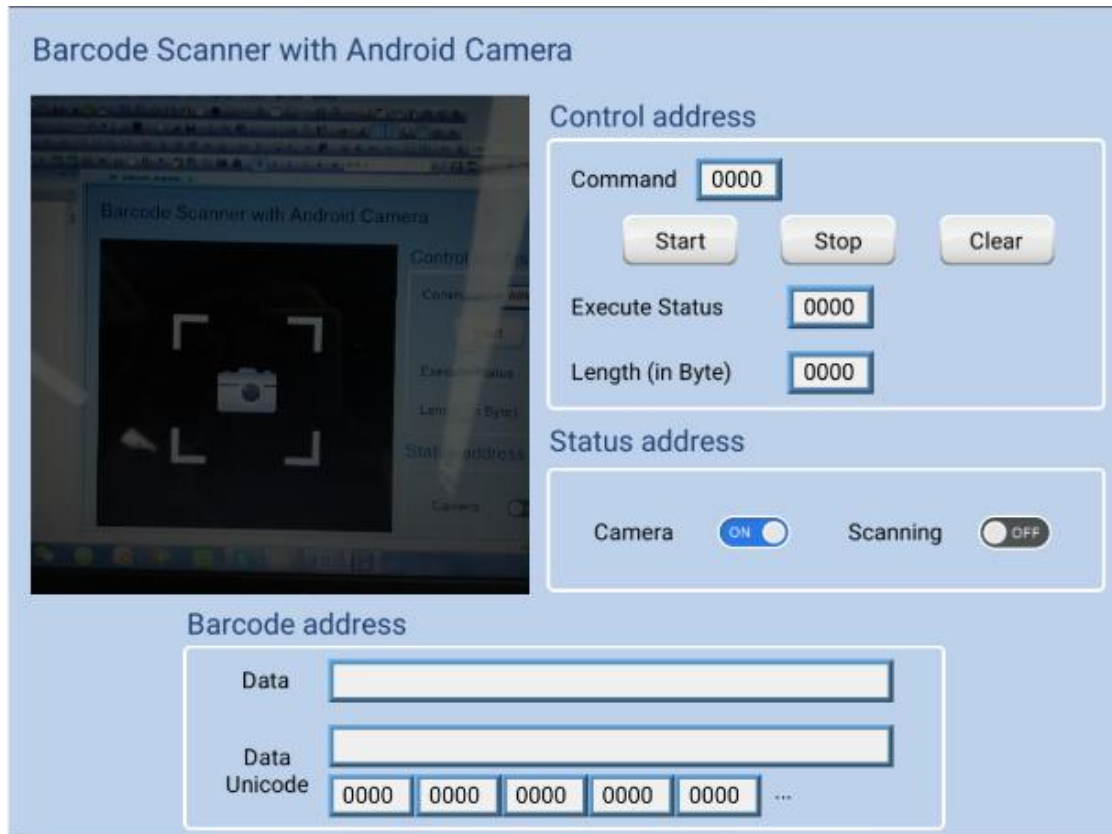 Barcode Scanner with Android Camera
Barcode Scanner with Android Camera
Control
Status address
Camera
Control address
Command 0000
Start Stop Clear
Execute Status 0000
Length (in Byte) 0000
Status address
Camera ON Scanning OFF
Barcode address
Data
Data
Unicode
0000 0000 0000 0000 0000 ...